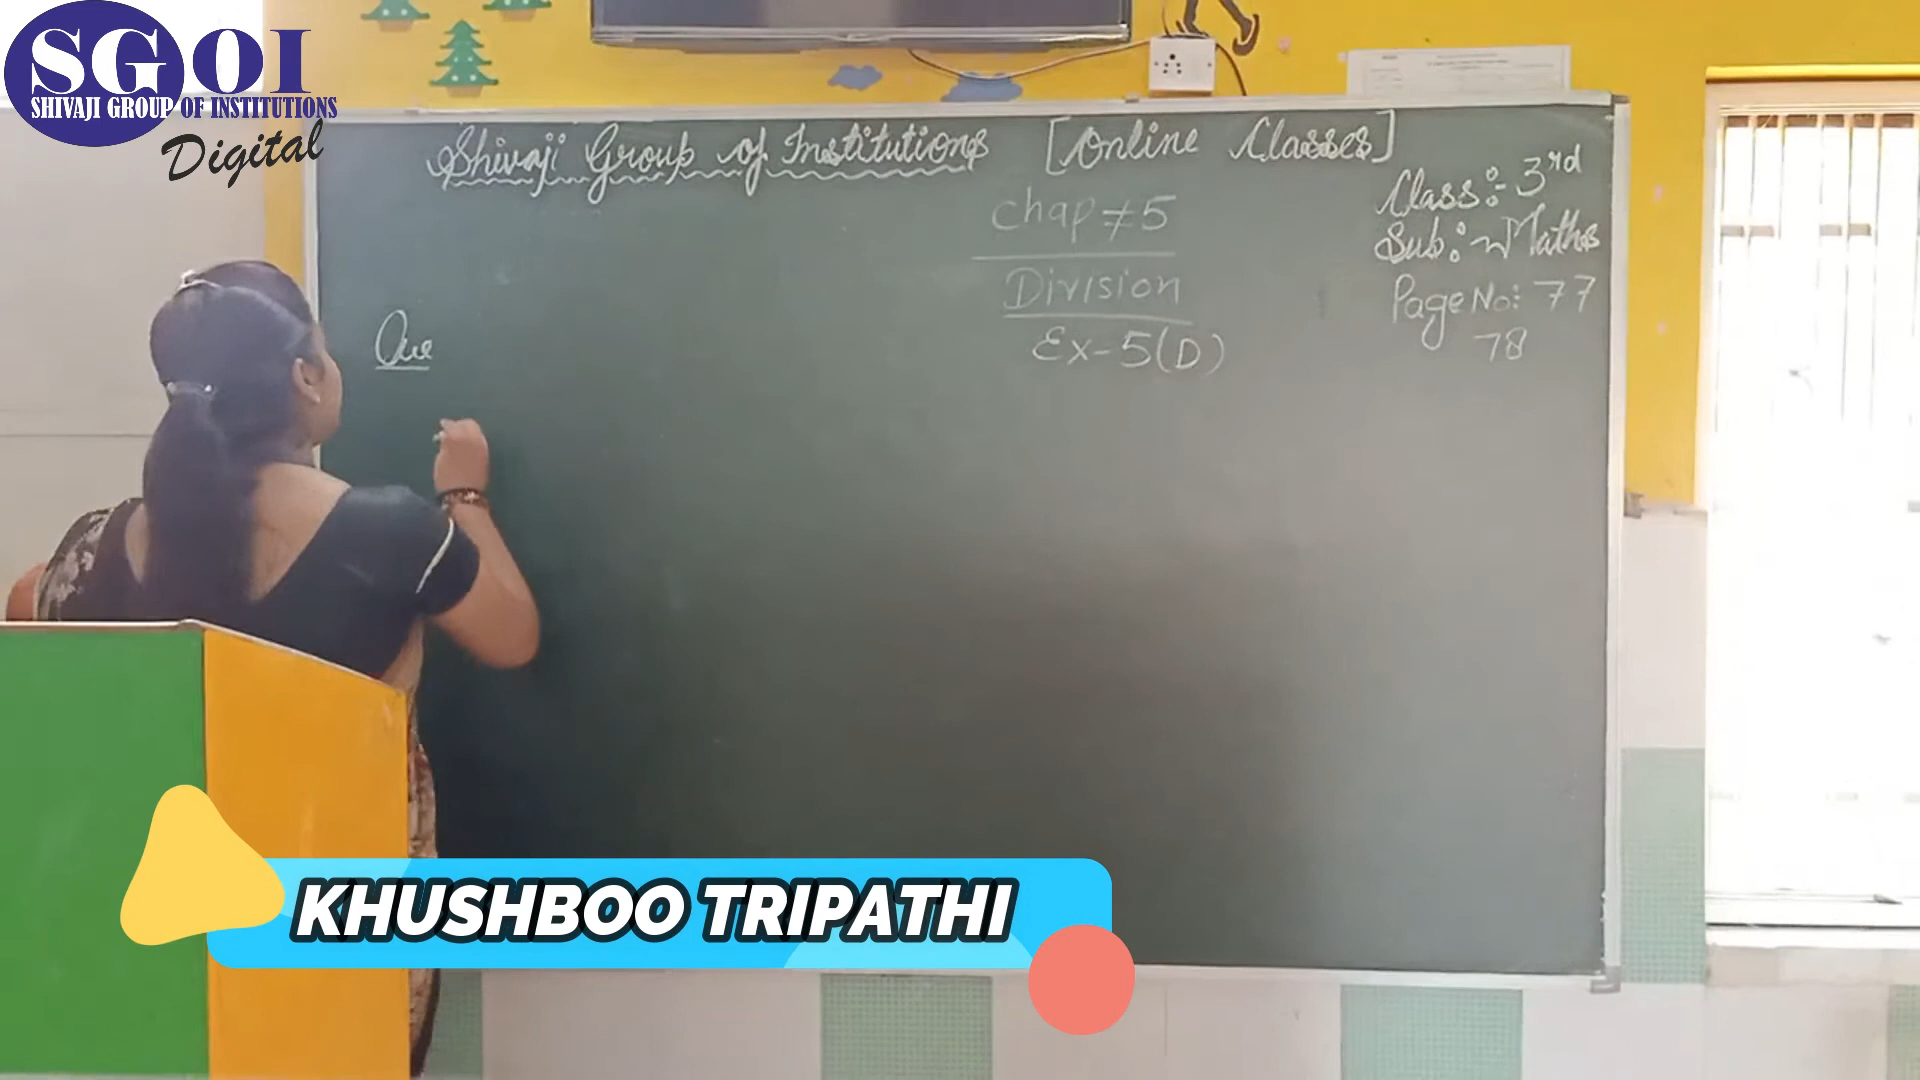 SGOI
SHIVAJI GROUP OF INSTITUTIONS
Digital
Shivaji Group of Institutions [Online Classes]
Class:- 3rd
Sub:- Maths
Page No: 77
78
Chap ≠ 5
Division
Ex-5(D)
Que
KHUSHBOO TRIPATHI